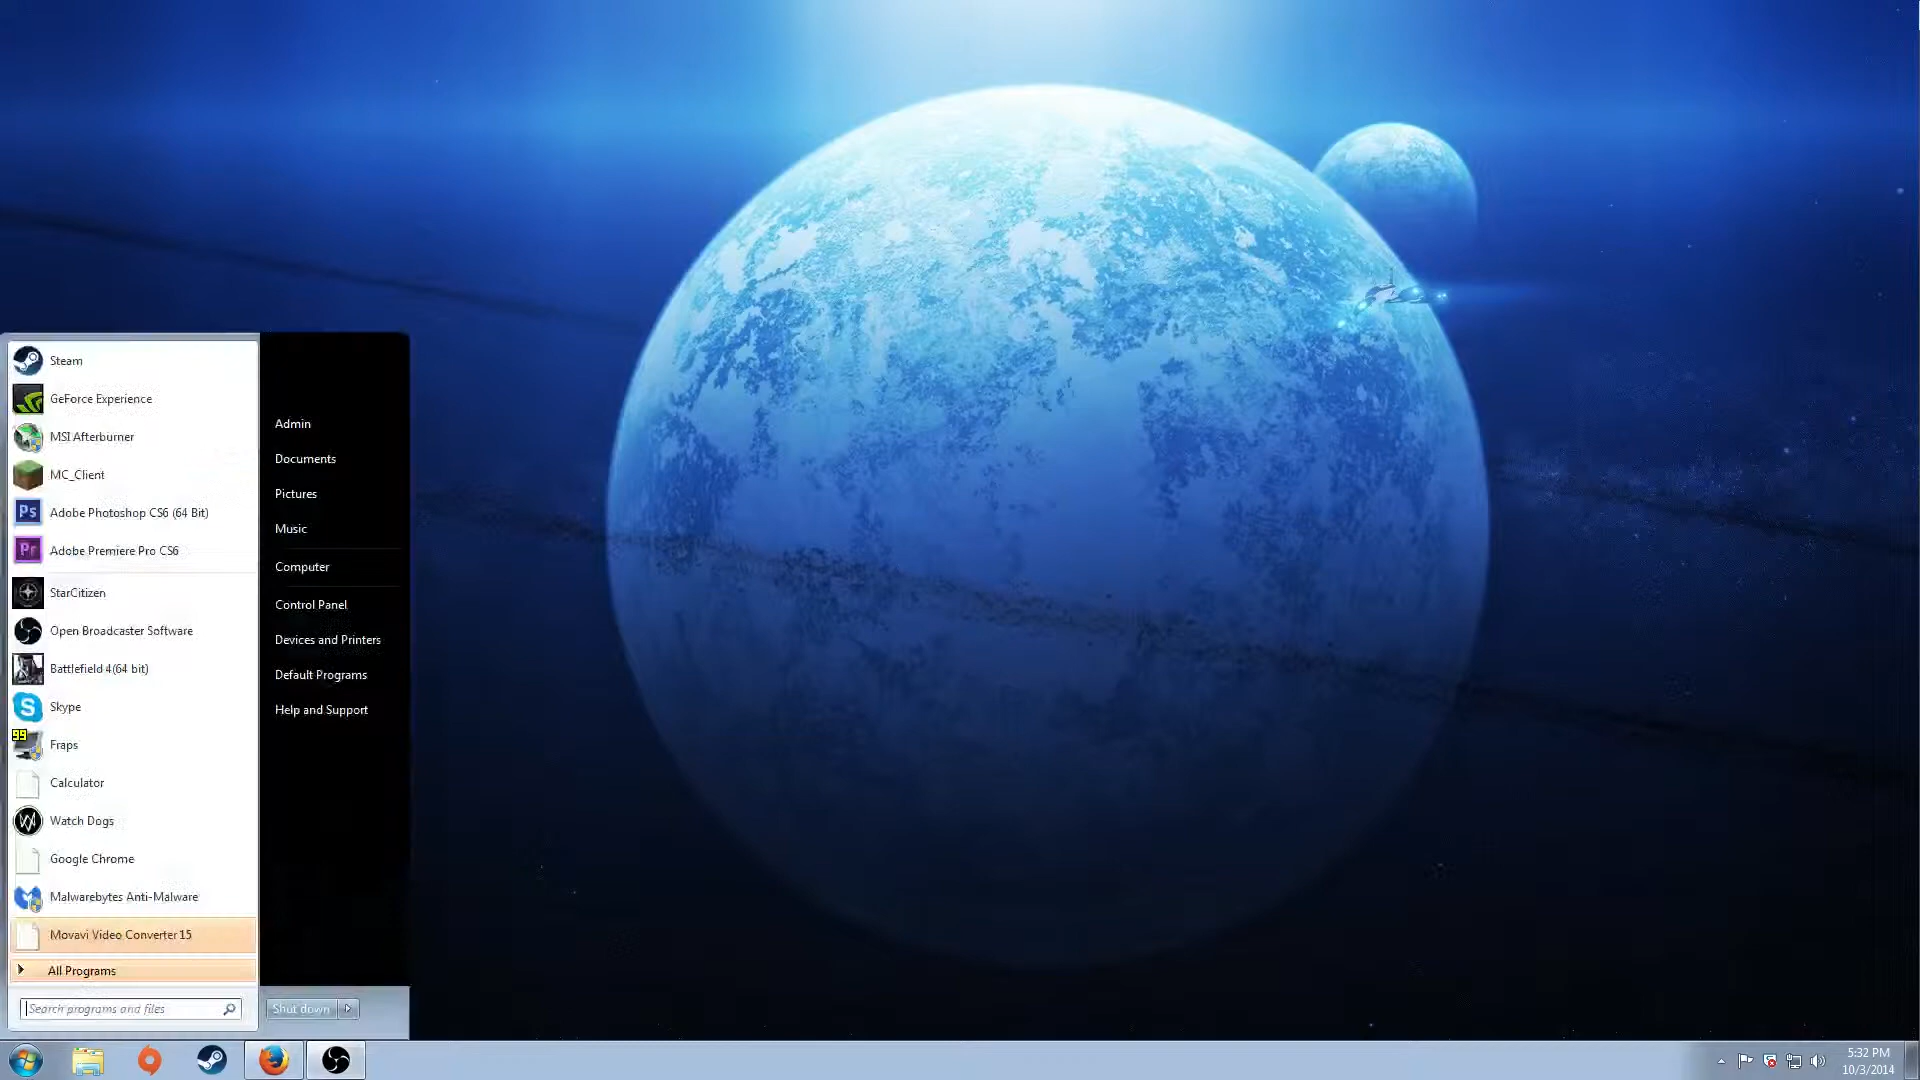 Steam
GeForce Experience
MSI Afterburner
MC_Client
Ps
Adobe Photoshop CS6 (64 Bit)
Pr
Adobe Premiere Pro CS6
StarCitizen
Open Broadcaster Software
Battlefield 4(64 bit)
S
Skype
99
Fraps
Calculator
Watch Dogs
Google Chrome
Malwarebytes Anti-Malware
Movavi Video Converter 15
All Programs
Search programs and files
Admin
Documents
Pictures
Music
Computer
Control Panel
Devices and Printers
Default Programs
Help and Support
Shut down
5:32 PM
10/3/2014